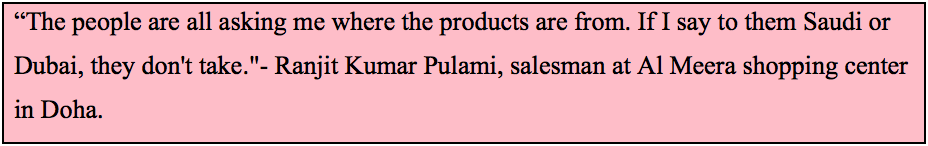 “The people are all asking me where the products are from. If I say to them Saudi or
Dubai, they don't take."- Ranjit Kumar Pulami, salesman at Al Meera shopping center
in Doha.